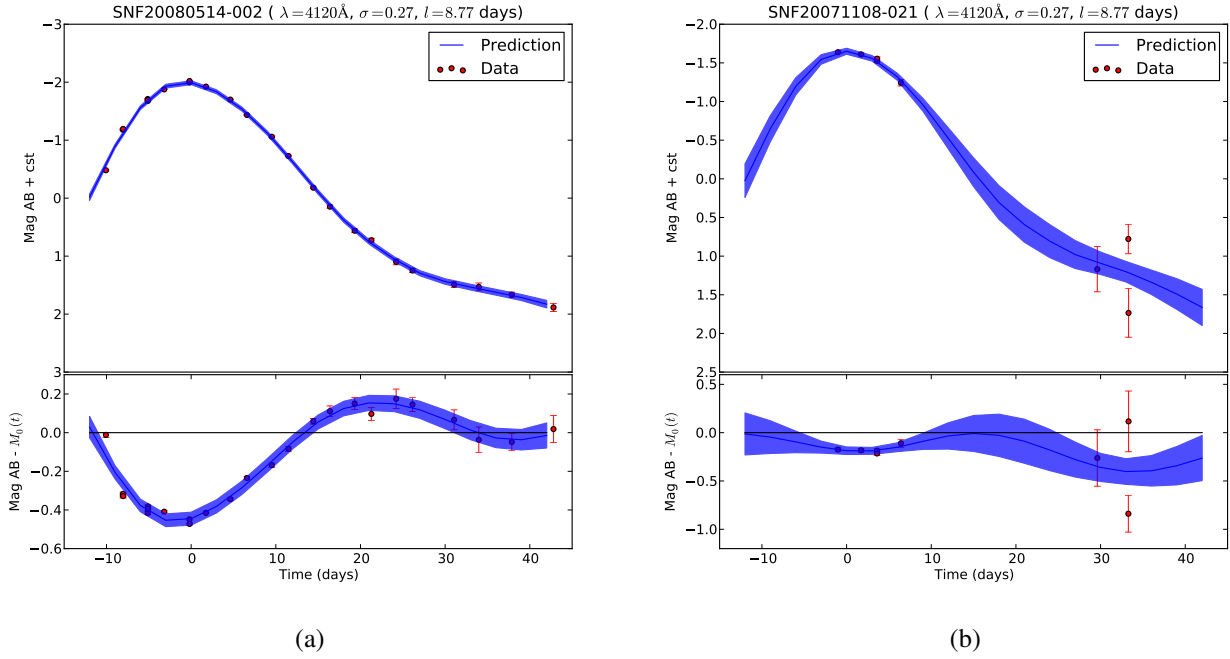 SNF20080514-002 ( λ=4120Å, σ=0.27, l=8.77 days)
−3
−2
−1
0
1
2
3
Mag AB + cst
Prediction
Data
0.2
0.0
−0.2
−0.4
−0.6
Mag AB - M₀(t)
−10
0
10
20
30
40
Time (days)
(a)
SNF20071108-021 ( λ=4120Å, σ=0.27, l=8.77 days)
−2.0
−1.5
−1.0
−0.5
0.0
0.5
1.0
1.5
2.0
2.5
Mag AB + cst
Prediction
Data
0.5
0.0
−0.5
−1.0
Mag AB - M₀(t)
−10
0
10
20
30
40
Time (days)
(b)